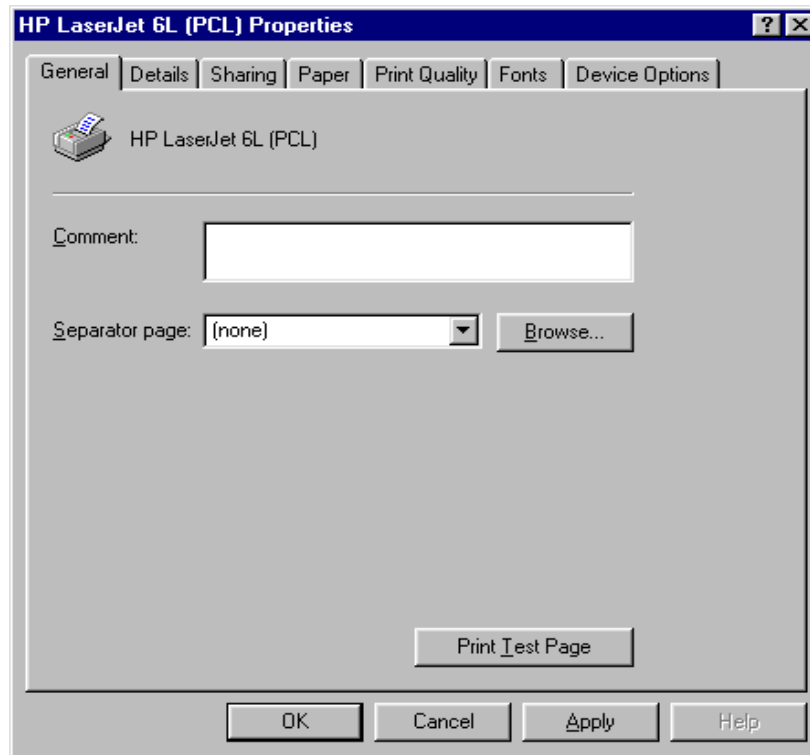 HP LaserJet 6L (PCL) Properties
General Details Sharing Paper Print Quality Fonts Device Options
HP LaserJet 6L (PCL)
Comment:
Separator page: (none) Browse...
Print Test Page
OK Cancel Apply Help